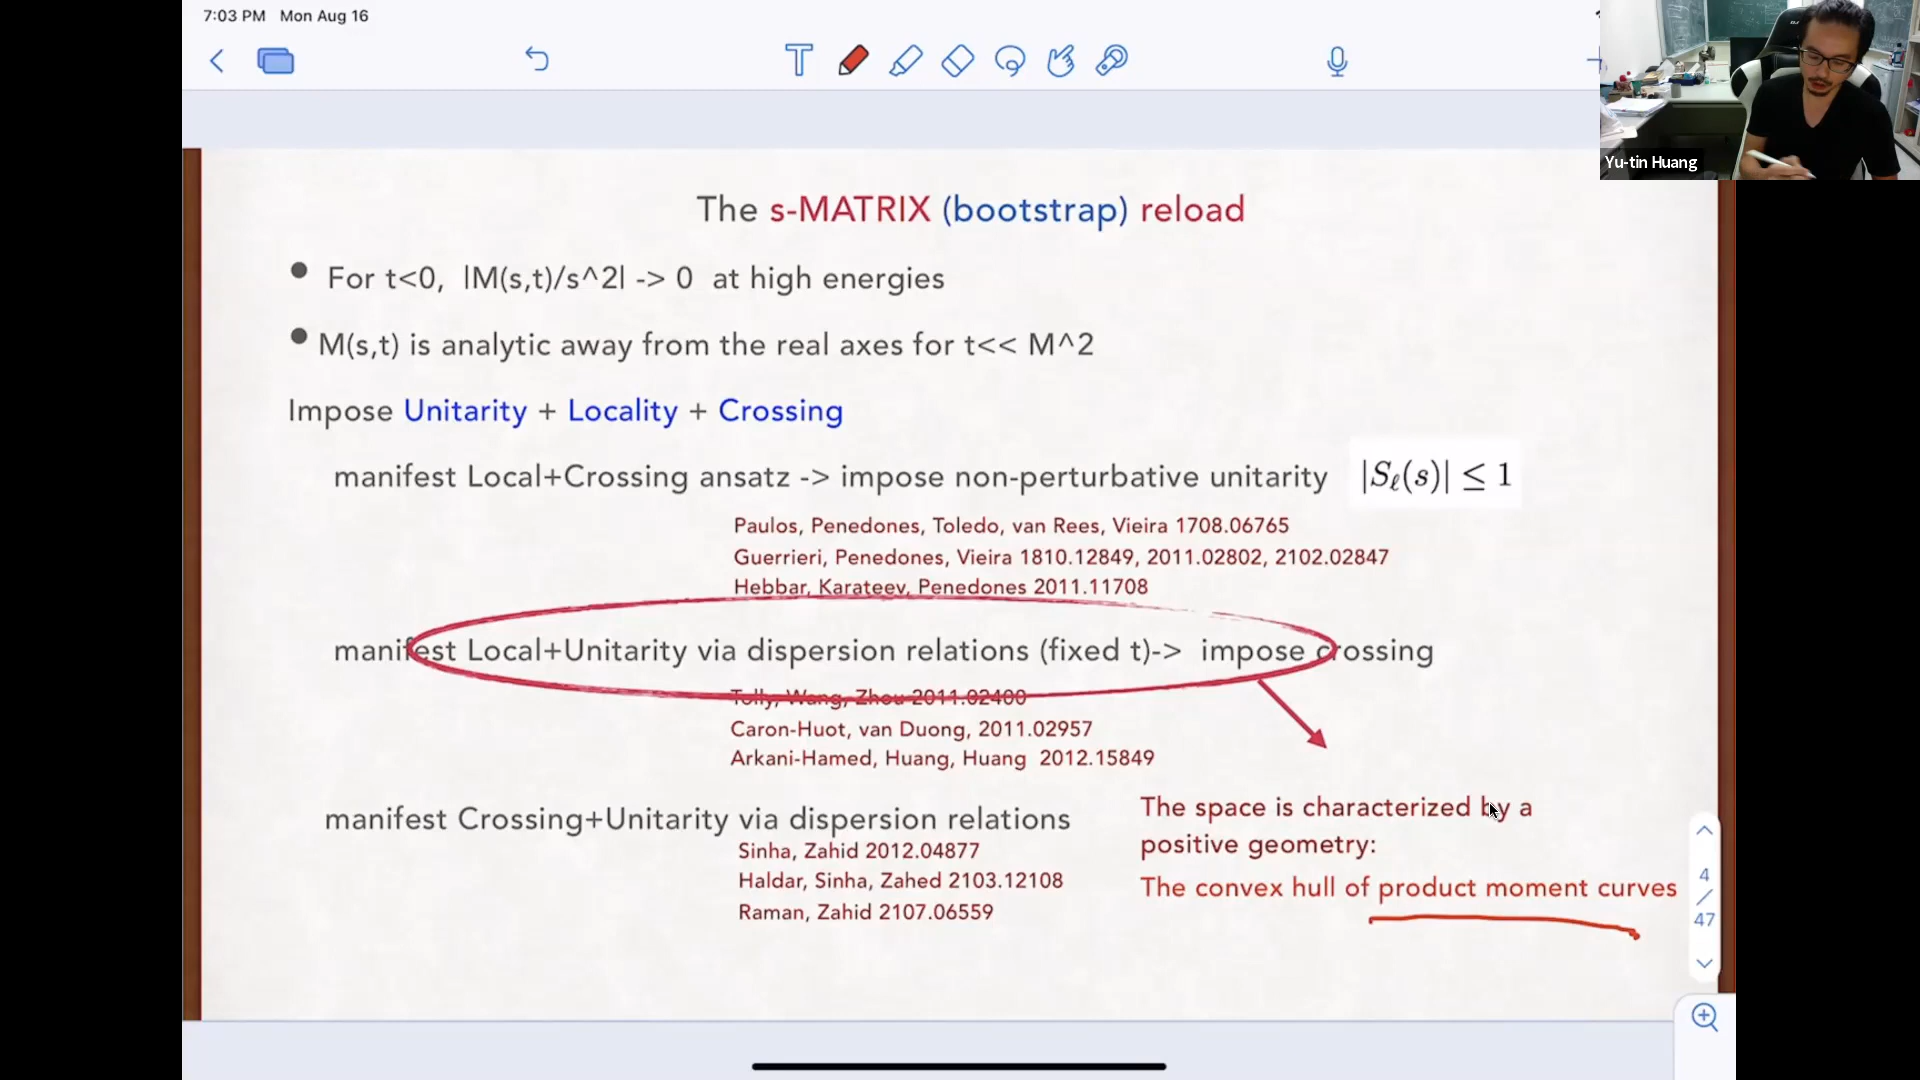 7:03 PM Mon Aug 16
Yu-tin Huang
The s-MATRIX (bootstrap) reload
● For t<0, |M(s,t)/s^2| -> 0 at high energies
● M(s,t) is analytic away from the real axes for t<< M^2
Impose Unitarity + Locality + Crossing
manifest Local+Crossing ansatz -> impose non-perturbative unitarity |Sℓ(s)| ≤ 1
Paulos, Penedones, Toledo, van Rees, Vieira 1708.06765
Guerrieri, Penedones, Vieira 1810.12849, 2011.02802, 2102.02847
Hebbar, Karateev, Penedones 2011.11708
manifest Local+Unitarity via dispersion relations (fixed t)-> impose crossing
Tolly, Wang, Zhou 2011.02400
Caron-Huot, van Duong, 2011.02957
Arkani-Hamed, Huang, Huang 2012.15849
manifest Crossing+Unitarity via dispersion relations
Sinha, Zahid 2012.04877
Haldar, Sinha, Zahed 2103.12108
Raman, Zahid 2107.06559
The space is characterized by a
positive geometry:
The convex hull of product moment curves
4
/
47